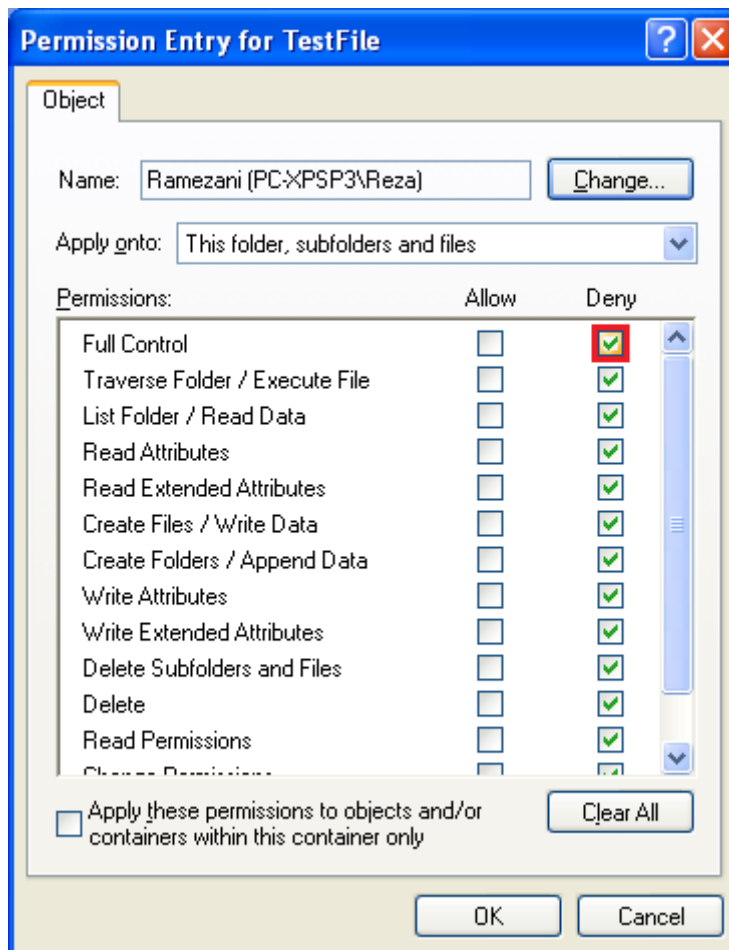 Permission Entry for TestFile
Object
Name: Ramezani (PC-XPSP3\Reza) Change...
Apply onto: This folder, subfolders and files
Permissions: Allow Deny
Full Control
Traverse Folder / Execute File
List Folder / Read Data
Read Attributes
Read Extended Attributes
Create Files / Write Data
Create Folders / Append Data
Write Attributes
Write Extended Attributes
Delete Subfolders and Files
Delete
Read Permissions
Change Permissions
Apply these permissions to objects and/or
containers within this container only
Clear All
OK Cancel